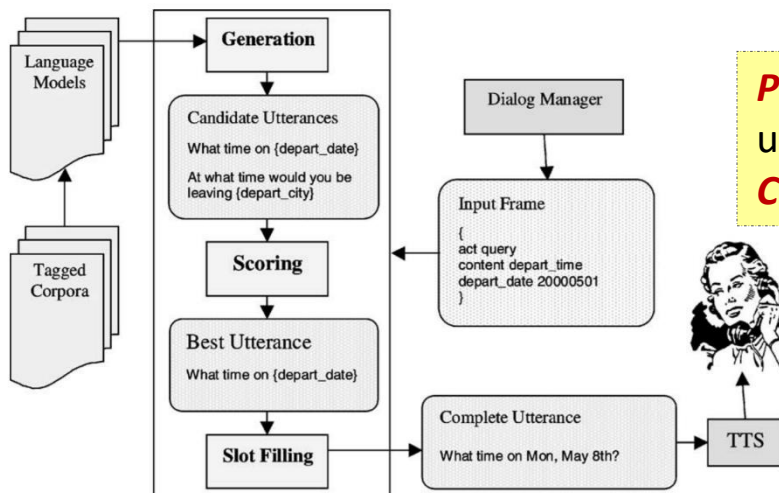 Language
Models
Tagged
Corpora
Generation
Candidate Utterances
What time on {depart_date}
At what time would you be
leaving {depart_city}
Scoring
Best Utterance
What time on {depart_date}
Slot Filling
Dialog Manager
Input Frame
{
act query
content depart_time
depart_date 20000501
}
Complete Utterance
What time on Mon, May 8th?
TTS
P
u
C